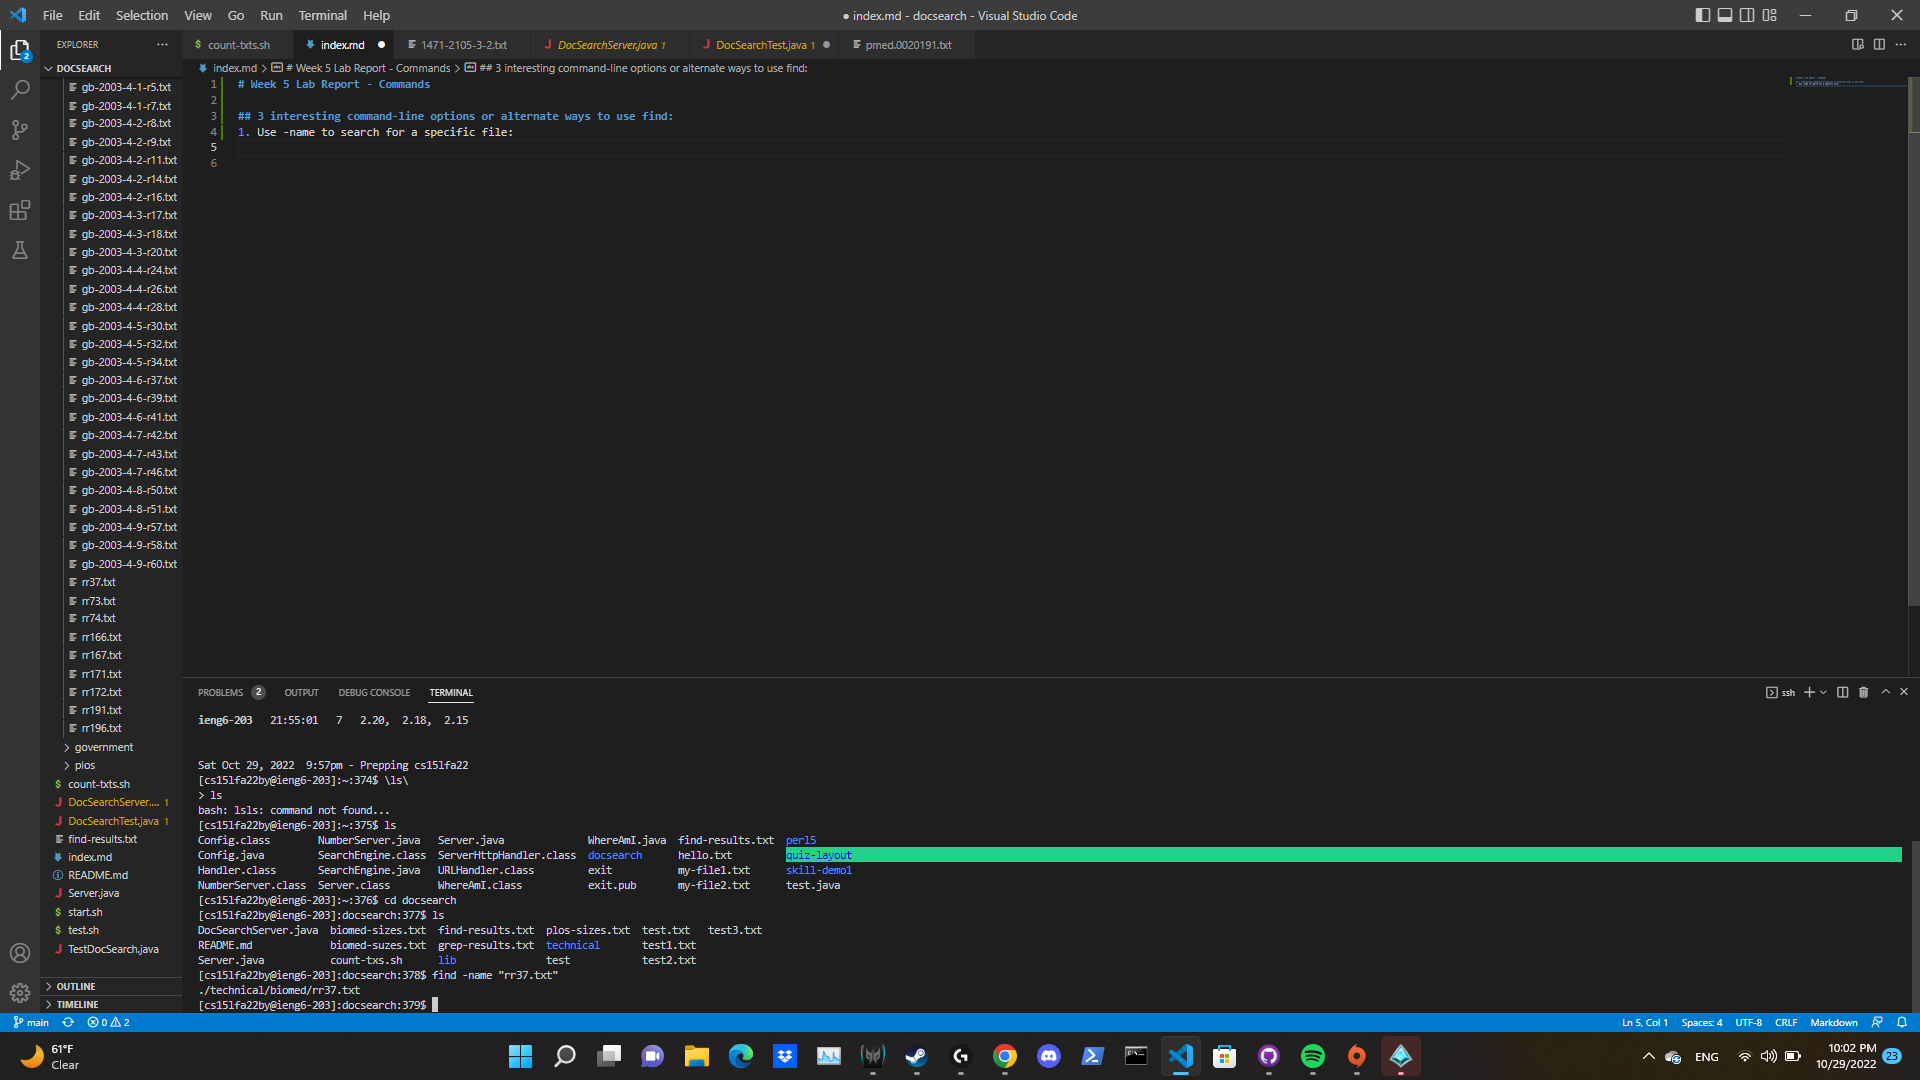 File Edit Selection View Go Run Terminal Help
● index.md - docsearch - Visual Studio Code
2
EXPLORER
DOCSEARCH
gb-2003-4-1-r5.txt
gb-2003-4-1-r7.txt
gb-2003-4-2-r8.txt
gb-2003-4-2-r9.txt
gb-2003-4-2-r11.txt
gb-2003-4-2-r14.txt
gb-2003-4-2-r16.txt
gb-2003-4-3-r17.txt
gb-2003-4-3-r18.txt
gb-2003-4-3-r20.txt
gb-2003-4-4-r24.txt
gb-2003-4-4-r26.txt
gb-2003-4-4-r28.txt
gb-2003-4-5-r30.txt
gb-2003-4-5-r32.txt
gb-2003-4-5-r34.txt
gb-2003-4-6-r37.txt
gb-2003-4-6-r39.txt
gb-2003-4-6-r41.txt
gb-2003-4-7-r42.txt
gb-2003-4-7-r43.txt
gb-2003-4-7-r46.txt
gb-2003-4-8-r50.txt
gb-2003-4-8-r51.txt
gb-2003-4-9-r57.txt
gb-2003-4-9-r58.txt
gb-2003-4-9-r60.txt
rr37.txt
rr73.txt
rr74.txt
rr166.txt
rr167.txt
rr171.txt
rr172.txt
rr191.txt
rr196.txt
government
plos
count-txts.sh
DocSearchServer.... 1
DocSearchTest.java 1
find-results.txt
index.md
README.md
Server.java
start.sh
test.sh
TestDocSearch.java
OUTLINE
TIMELINE
count-txts.sh index.md 1471-2105-3-2.txt DocSearchServer.java 1 DocSearchTest.java 1 pmed.0020191.txt
index.md > # Week 5 Lab Report - Commands > ## 3 interesting command-line options or alternate ways to use find:
1 # Week 5 Lab Report - Commands
2
3 ## 3 interesting command-line options or alternate ways to use find:
4 1. Use -name to search for a specific file:
5
6
PROBLEMS 2 OUTPUT DEBUG CONSOLE TERMINAL
ssh
ieng6-203 21:55:01 7 2.20, 2.18, 2.15
Sat Oct 29, 2022 9:57pm - Prepping cs15lfa22
[cs15lfa22by@ieng6-203]:~:374$ \ls\
> ls
bash: lsls: command not found...
[cs15lfa22by@ieng6-203]:~:375$ ls
Config.class NumberServer.java Server.java WhereAmI.java find-results.txt perl5
Config.java SearchEngine.class ServerHttpHandler.class docsearch hello.txt quiz-layout
Handler.class SearchEngine.java URLHandler.class exit my-file1.txt skill-demo1
NumberServer.class Server.class WhereAmI.class exit.pub my-file2.txt test.java
[cs15lfa22by@ieng6-203]:~:376$ cd docsearch
[cs15lfa22by@ieng6-203]:docsearch:377$ ls
DocSearchServer.java biomed-sizes.txt find-results.txt plos-sizes.txt test.txt test3.txt
README.md biomed-suzes.txt grep-results.txt technical test1.txt
Server.java count-txs.sh lib test test2.txt
[cs15lfa22by@ieng6-203]:docsearch:378$ find -name "rr37.txt"
./technical/biomed/rr37.txt
[cs15lfa22by@ieng6-203]:docsearch:379$
main 0 2
Ln 5, Col 1 Spaces: 4 UTF-8 CRLF Markdown
61°F
Clear
ENG
10:02 PM
10/29/2022
23